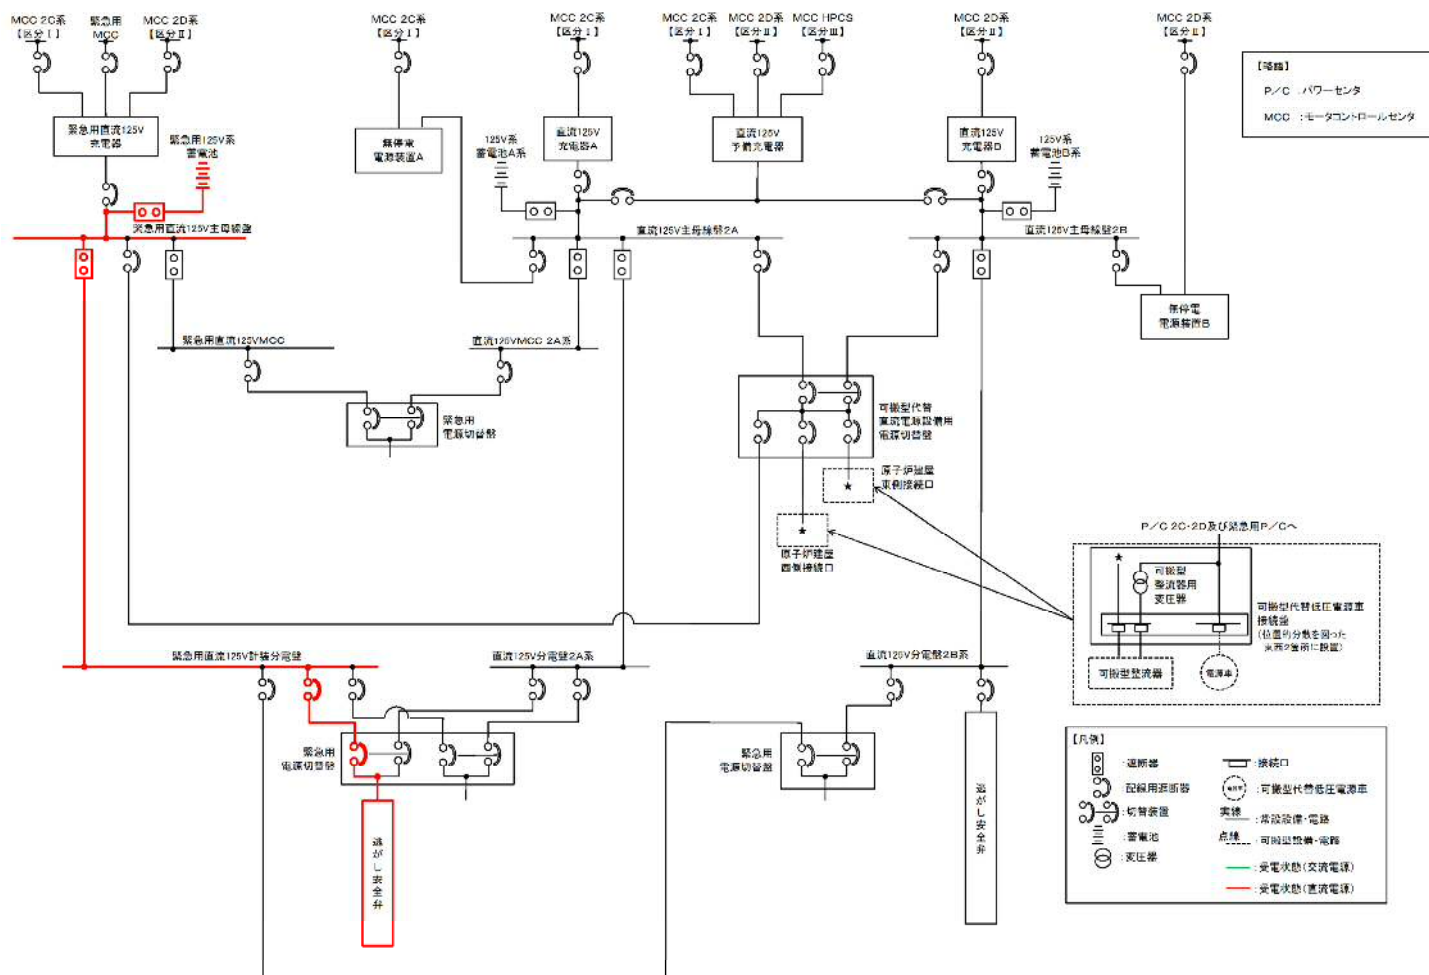 MCC 2C系
【区分Ⅰ】
緊急用
MCC
MCC 2D系
【区分Ⅱ】
MCC 2C系
【区分Ⅰ】
MCC 2C系
【区分Ⅰ】
MCC 2C系
【区分Ⅰ】
MCC 2D系
【区分Ⅱ】
MCC HPCS
【区分Ⅲ】
MCC 2D系
【区分Ⅱ】
MCC 2D系
【区分Ⅱ】
【略語】
P/C :パワーセンタ
MCC :モータコントロールセンタ
緊急用直流125V
充電器
緊急用125V系
蓄電池
無停電
電源装置A
125V系
蓄電池A系
直流125V
充電器A
直流125V
予備充電器
直流125V
充電器B
125V系
蓄電池B系
緊急用直流125V主母線盤
直流125V主母線盤2A
直流125V主母線盤2B
無停電
電源装置B
緊急用直流125VMCC
直流125VMCC 2A系
緊急用
電源切替盤
可搬型代替
直流電源設備用
電源切替盤
原子炉建屋
東側接続口
★
★
原子炉建屋
西側接続口
P/C 2C・2D及び緊急用P/Cへ
★
可搬型
整流器用
変圧器
可搬型代替低圧電源車
接続盤
(位置的分散を図った
東西2箇所に設置)
可搬型整流器
電源車
緊急用直流125V計装分電盤
直流125V分電盤2A系
直流125V分電盤2B系
緊急用
電源切替盤
緊急用
電源切替盤
逃がし安全弁
逃がし安全弁
【凡例】
:遮断器
:配線用遮断器
:切替装置
:蓄電池
:変圧器
:接続口
電源車
:可搬型代替低圧電源車
実線
:常設設備・電路
点線
:可搬型設備・電路
:受電状態(交流電源)
:受電状態(直流電源)